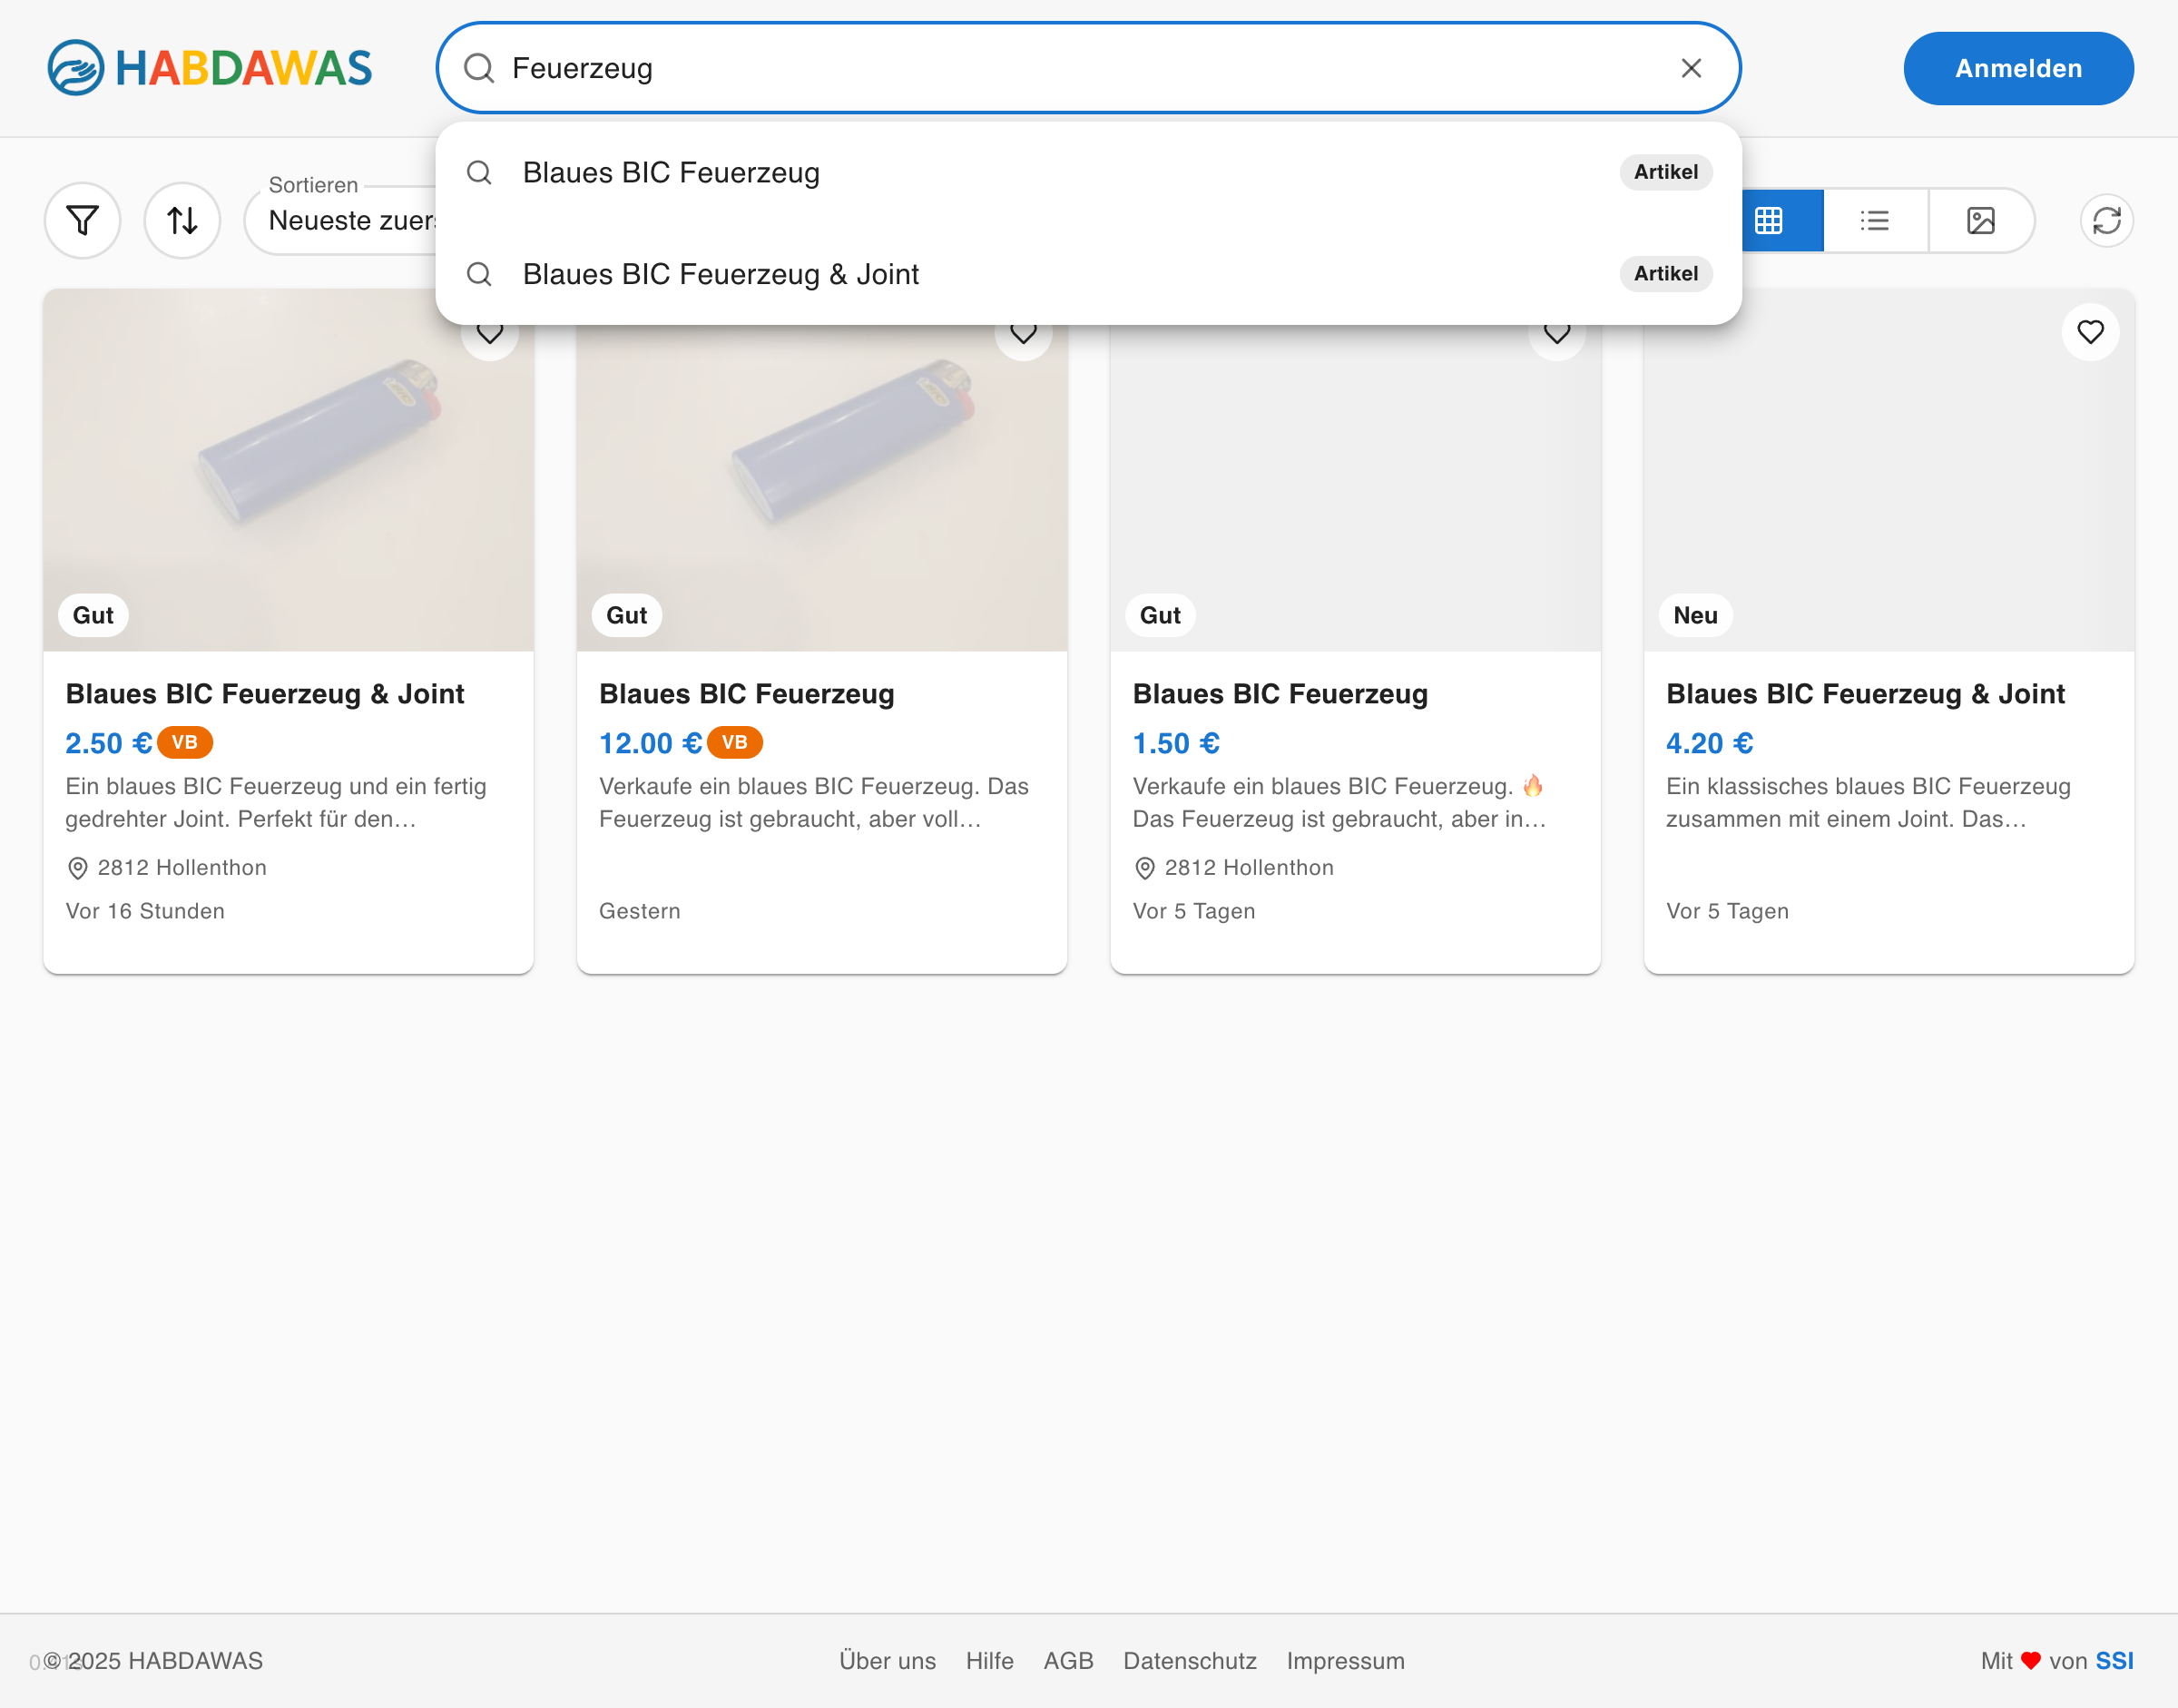 HABDAWAS
Feuerzeug
Anmelden
Blaues BIC Feuerzeug
Artikel
Blaues BIC Feuerzeug & Joint
Artikel
Sortieren
Neueste zuers
Gut
Gut
Gut
Neu
Blaues BIC Feuerzeug & Joint
2.50 € VB
Ein blaues BIC Feuerzeug und ein fertig
gedrehter Joint. Perfekt für den...
2812 Hollenthon
Vor 16 Stunden
Blaues BIC Feuerzeug
12.00 € VB
Verkaufe ein blaues BIC Feuerzeug. Das
Feuerzeug ist gebraucht, aber voll...
Gestern
Blaues BIC Feuerzeug
1.50 €
Verkaufe ein blaues BIC Feuerzeug. 🔥
Das Feuerzeug ist gebraucht, aber in...
2812 Hollenthon
Vor 5 Tagen
Blaues BIC Feuerzeug & Joint
4.20 €
Ein klassisches blaues BIC Feuerzeug
zusammen mit einem Joint. Das...
Vor 5 Tagen
© 2025 HABDAWAS
Über uns
Hilfe
AGB
Datenschutz
Impressum
Mit ❤️ von SSI